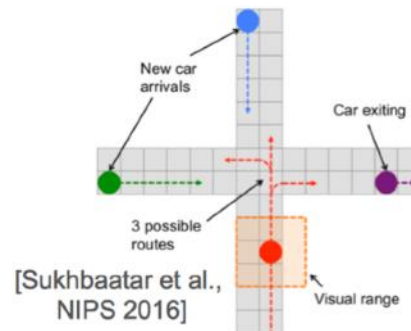 New car
arrivals
Car exiting
3 possible
routes
[Sukhbaatar et al.,
NIPS 2016]
Visual range